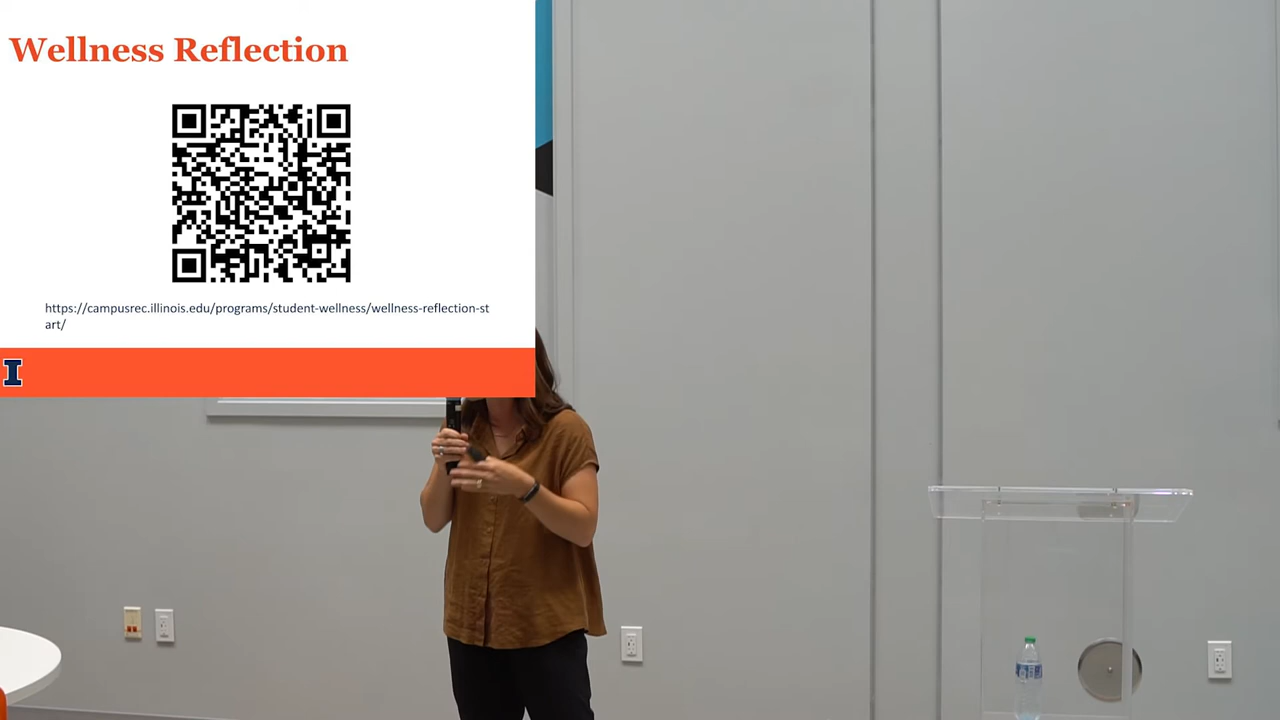 Wellness Reflection
https://campusrec.illinois.edu/programs/student-wellness/wellness-reflection-st
art/
I